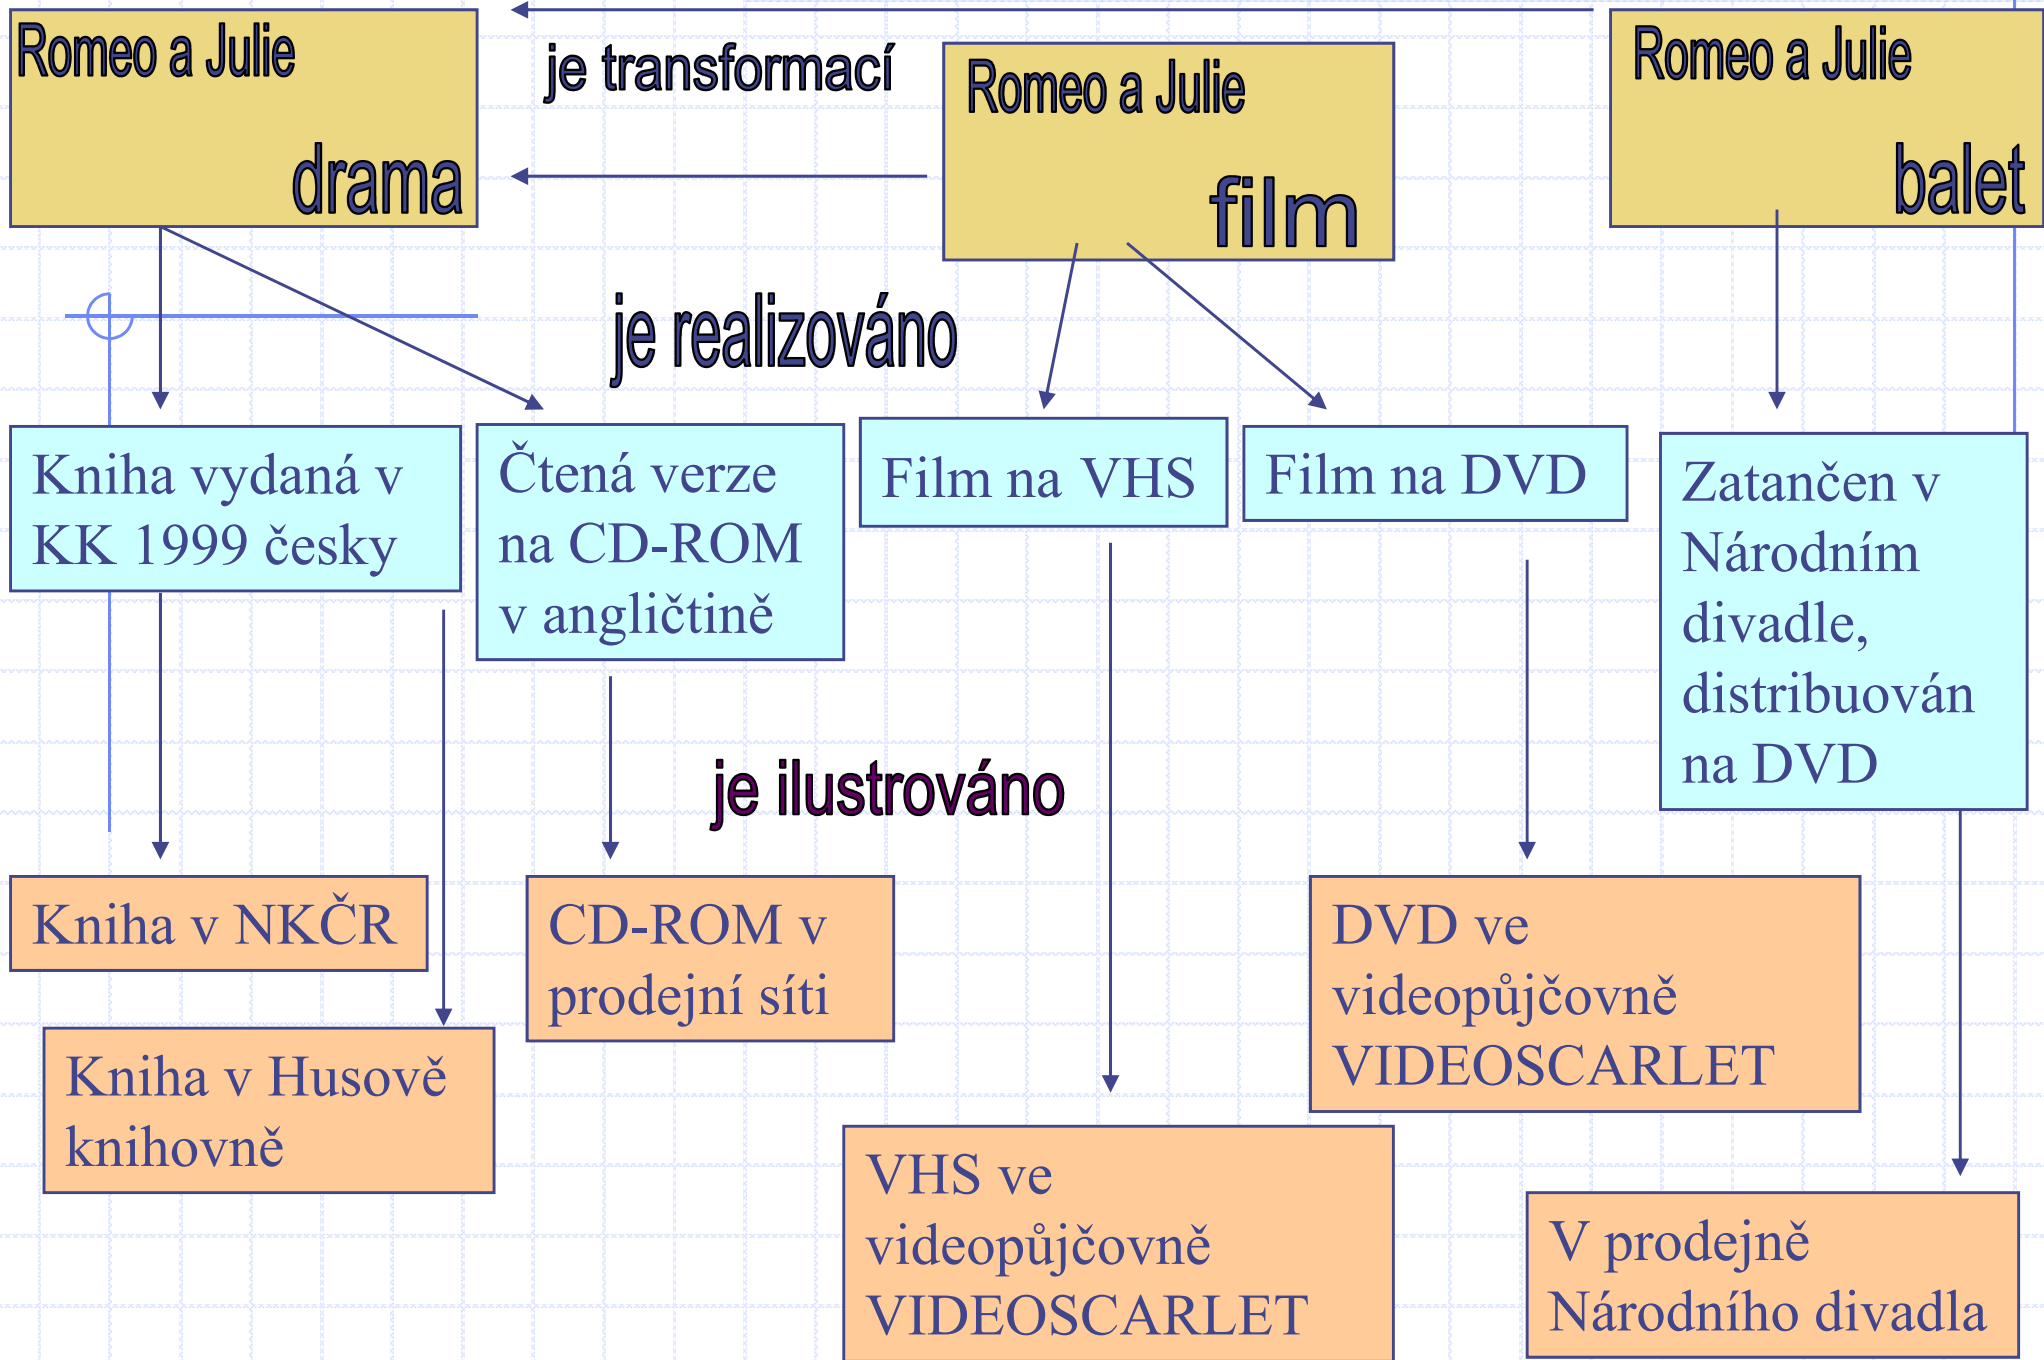 Romeo a Julie
drama
je transformací
Romeo a Julie
film
Romeo a Julie
balet
je realizováno
Kniha vydaná v
KK 1999 česky
Čtená verze
na CD-ROM
v angličtině
Film na VHS
Film na DVD
Zatančen v
Národním
divadle,
distribuován
na DVD
je ilustrováno
Kniha v NKČR
Kniha v Husově
knihovně
CD-ROM v
prodejní síti
VHS ve
videopůjčovně
VIDEOSCARLET
DVD ve
videopůjčovně
VIDEOSCARLET
V prodejně
Národního divadla